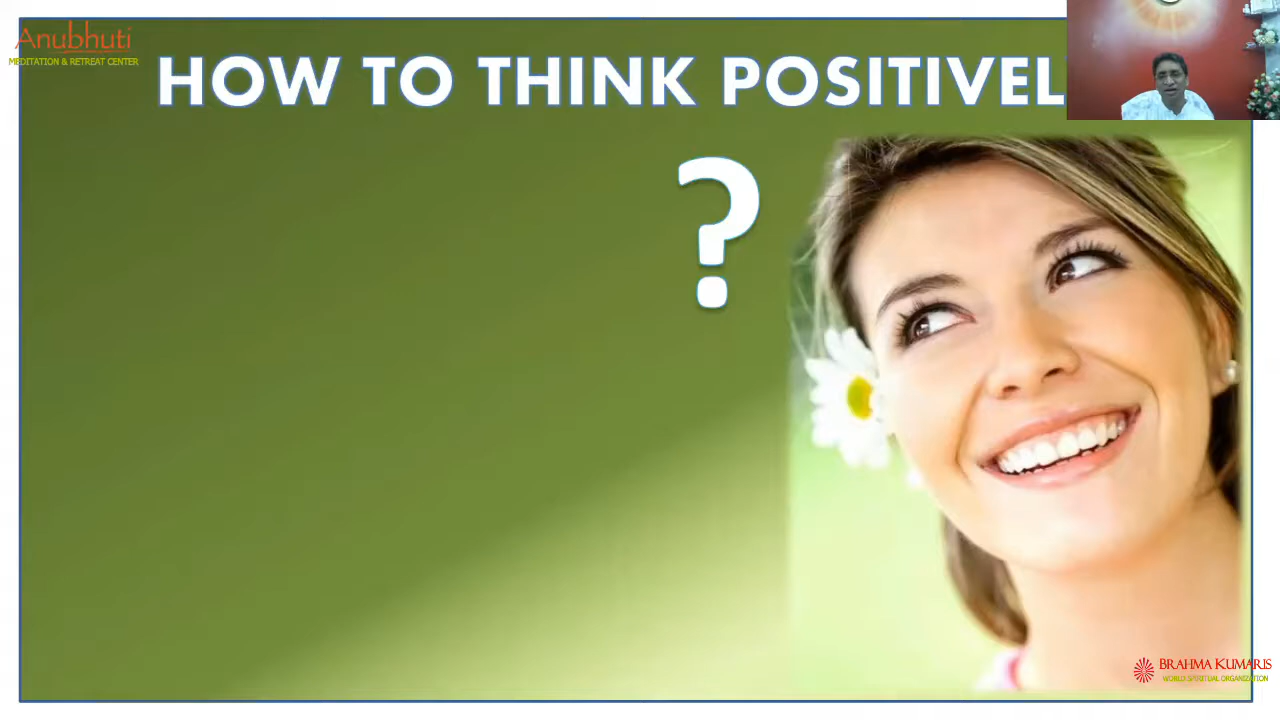 Anubhuti
MEDITATION & RETREAT CENTER
HOW TO THINK POSITIVEL
?
BRAHMA KUMARIS
WORLD SPIRITUAL ORGANIZATION